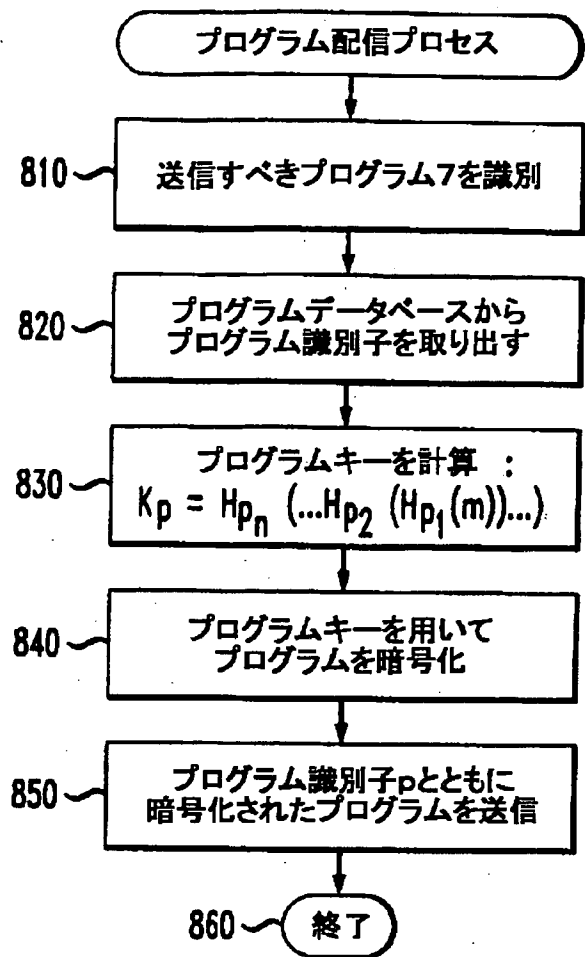 プログラム配信プロセス
810
送信すべきプログラム7を識別
820
プログラムデータベースから
プログラム識別子を取り出す
830
プログラムキーを計算 :
Kp = Hpn (...Hp2 (Hp1(m))...)
840
プログラムキーを用いて
プログラムを暗号化
850
プログラム識別子pとともに
暗号化されたプログラムを送信
860
終了